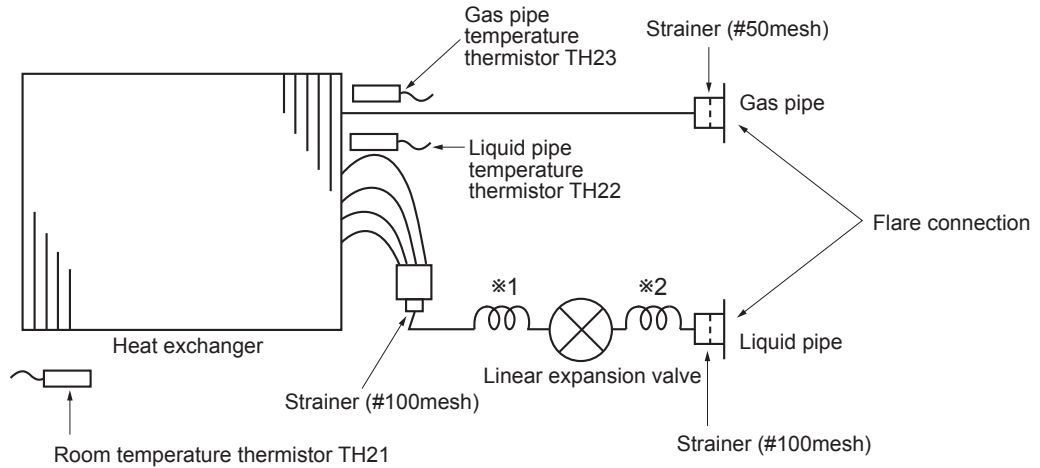 Gas pipe
temperature
thermistor TH23
Strainer (#50mesh)
Gas pipe
Liquid pipe
temperature
thermistor TH22
Flare connection
※1
※2
Heat exchanger
Linear expansion valve
Liquid pipe
Strainer (#100mesh)
Strainer (#100mesh)
Room temperature thermistor TH21